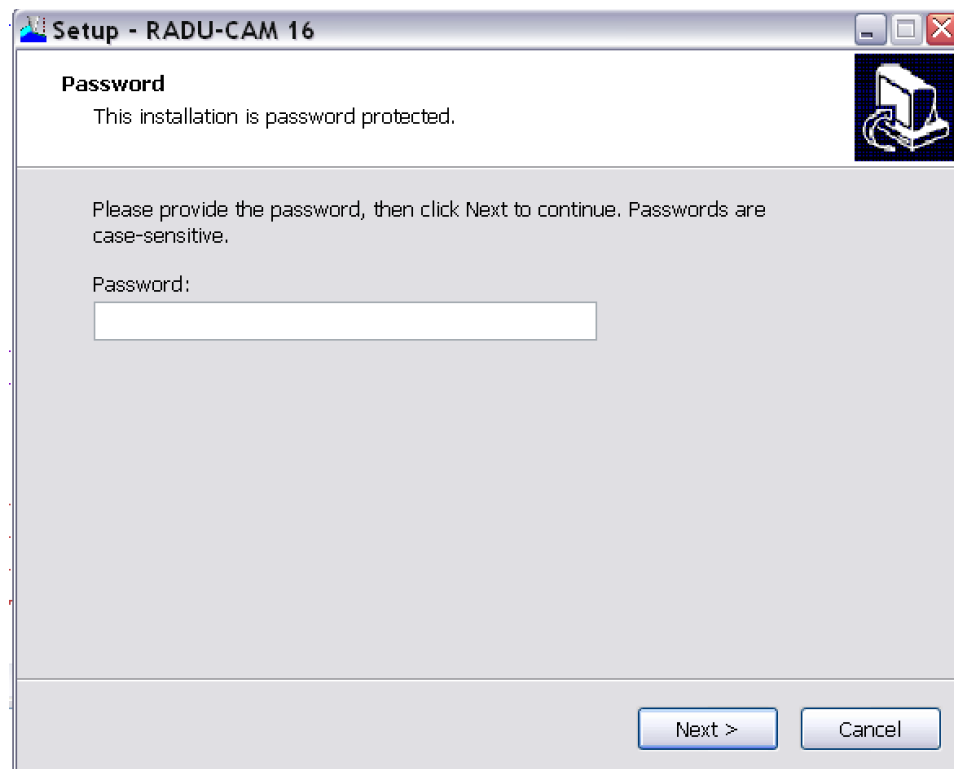 Setup - RADU-CAM 16
Password
This installation is password protected.
Please provide the password, then click Next to continue. Passwords are
case-sensitive.
Password:
Next >
Cancel